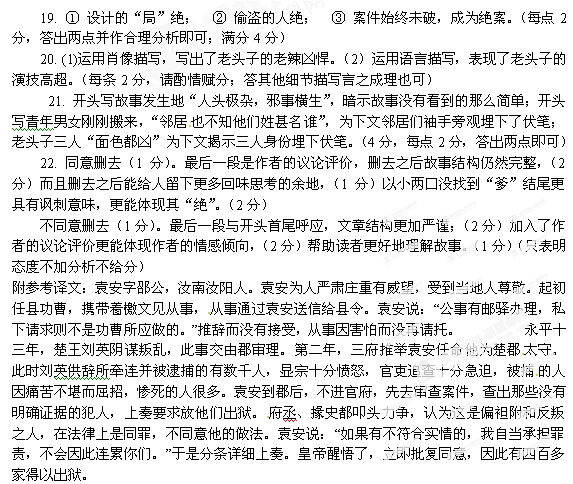 19. ① 设计的“局”绝； ② 偷盗的人绝； ③ 案件始终未破，成为绝案。（每点 2
分，答出两点并作合理分析即可；满分 4 分）
20. (1)运用肖像描写，写出了老头子的老辣凶悍。（2）运用语言描写，表现了老头子的
演技高超。（每条 2 分，请酌情赋分；答其他细节描写言之成理也可）
21. 开头写故事发生地“人头极杂，邪事横生”，暗示故事没有看到的那么简单；开头
写青年男女刚刚搬来，“邻居也不知他们姓甚名谁”，为下文邻居们袖手旁观埋下了伏笔；
老头子三人“面色都凶”为下文揭示三人身份埋下伏笔。（4 分，每点 2 分，答出两点即可）
22. 同意删去（1 分）。最后一段是作者的议论评价，删去之后故事结构仍然完整，（2
分）而且删去之后能给人留下更多回味思考的余地，（1 分）以小两口没找到“爹”结尾更
具有讽刺意味，更能体现其“绝”。（2 分）
不同意删去（1 分）。最后一段与开头首尾呼应，文章结构更加严谨；（2 分）加入了作
者的议论评价更能体现作者的情感倾向，（2 分）帮助读者更好地理解故事。（1 分）（只表明
态度不加分析不给分）
附参考译文：袁安字邵公，汝南汝阳人。袁安为人严肃庄重有威望，受到当地人尊敬。起初
任县功曹，携带着檄文见从事，从事通过袁安送信给县令。袁安说：“公事有邮驿办理，私
下请求则不是功曹所应做的。”推辞而没有接受，从事因害怕而没再请托。 永平十
三年，楚王刘英阴谋叛乱，此事交由郡审理。第二年，三府推举袁安任命他为楚郡太守。
此时刘英供辞所牵连并被逮捕的有数千人，显宗十分愤怒，官吏追查十分急迫，被情的人
因痛苦不堪而屈招，惨死的人很多。袁安到郡后，不进官府，先去审查案件，查出那些没有
明确证据的犯人，上奏要求放他们出狱。府丞、掾史都叩头力争，认为这是偏袒附和反叛
之人，在法律上是同罪，不同意他的做法。袁安说：“如果有不符合实情的，我自当承担罪
责，不会因此连累你们。”于是分条详细上奏。皇帝醒悟了，立即批复同意，因此有四百多
家得以出狱。